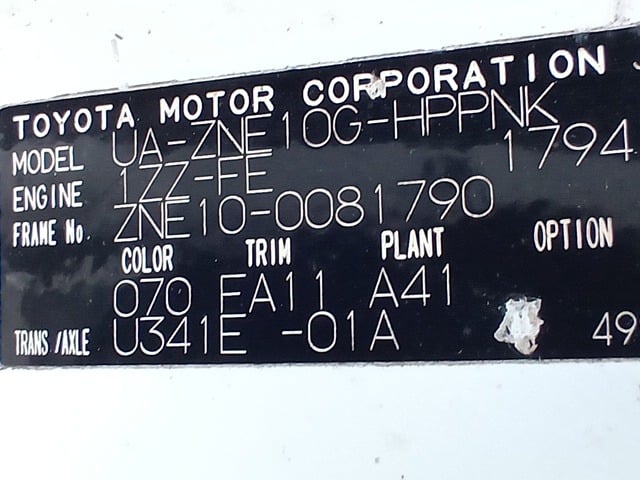 TOYOTA MOTOR CORPORATION
MODEL UA-ZNE10G-HPPNK
ENGINE 1ZZ-FE 1794
FRAME No. ZNE10-0081790
COLOR TRIM PLANT OPTION
070 EA11 A41
TRANS/AXLE U341E -01A 49